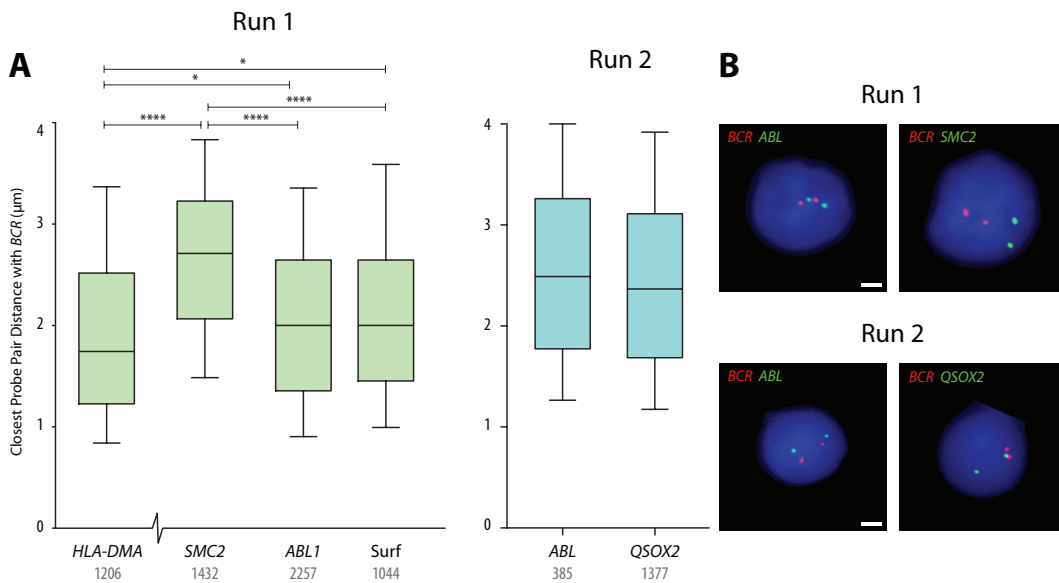 Run 1
A
*
*
****
**** ****
Closest Probe Pair Distance with BCR (μm)
4
3
2
1
0
HLA-DMA SMC2 ABL1 Surf
1206 1432 2257 1044
Run 2
4
3
2
1
0
ABL QSOX2
385 1377
B
Run 1
BCR ABL
BCR SMC2
Run 2
BCR ABL
BCR QSOX2